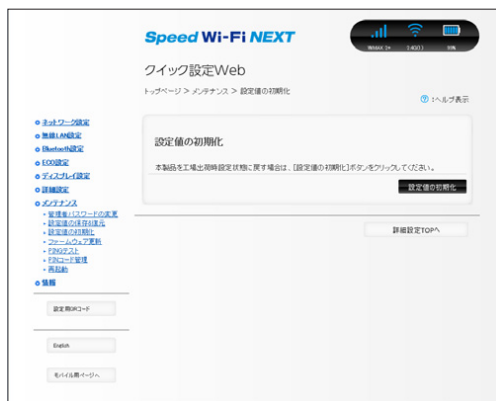 Speed Wi-Fi NEXT
WiMAX 2+
2.4G(1)
99%
クイック設定Web
トップページ > メンテナンス > 設定値の初期化
? :ヘルプ表示
ネットワーク設定
無線LAN設定
Bluetooth設定
ECO設定
ディスプレイ設定
詳細設定
メンテナンス
管理者パスワードの変更
設定値の保存&復元
設定値の初期化
ファームウェア更新
PINGテスト
PINコード管理
再起動
情報
設定用QRコード
English
モバイル用ページへ
設定値の初期化
本製品を工場出荷時設定状態に戻す場合は、[設定値の初期化]ボタンをクリックしてください。
設定値の初期化
詳細設定TOPへ